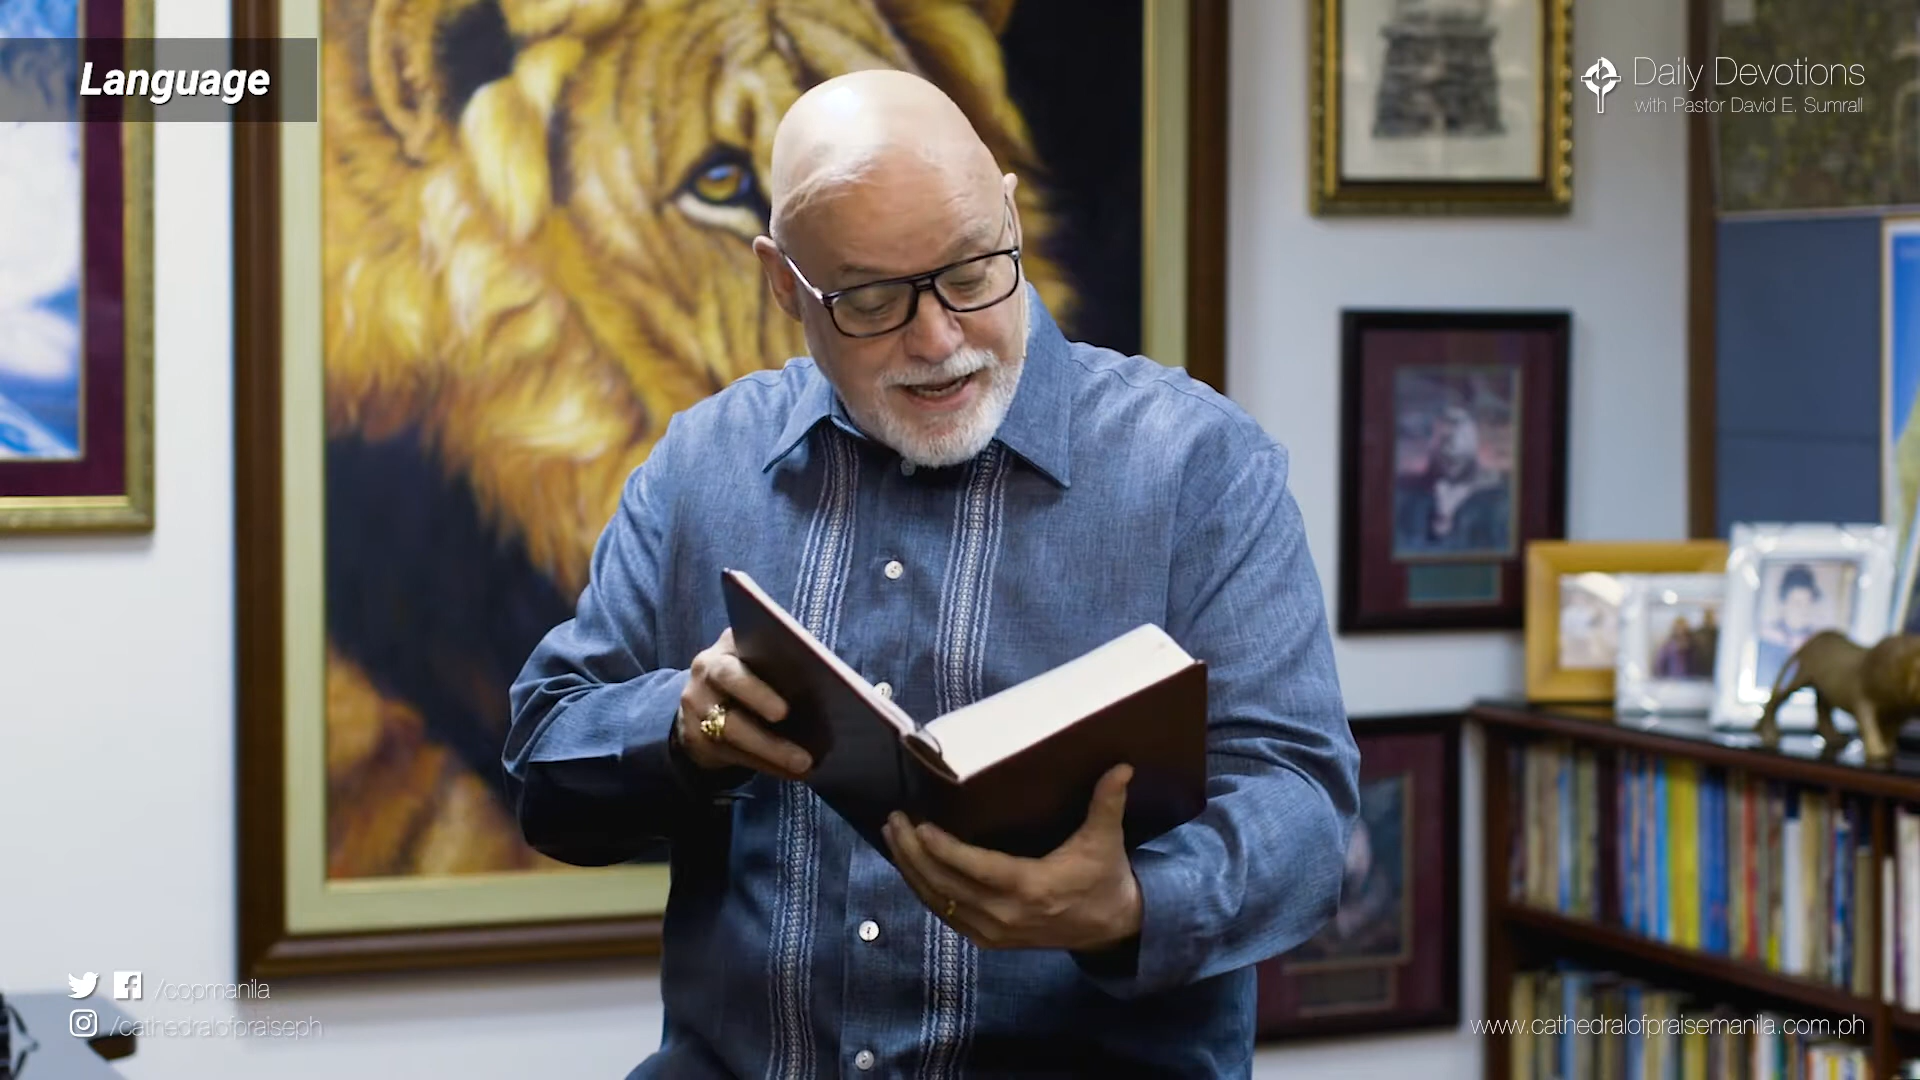 Language
Daily Devotions
with Pastor David E. Sumrall
/copmanila
/cathedralofpraiseph
www.cathedralofpraisemanila.com.ph